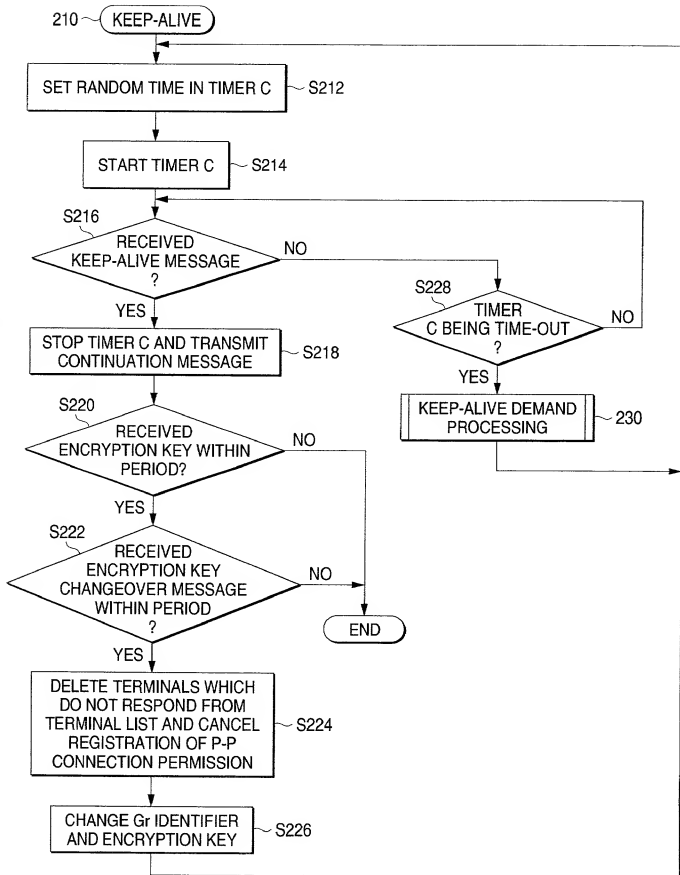 210
KEEP-ALIVE
SET RANDOM TIME IN TIMER C
S212
START TIMER C
S214
S216
RECEIVED
KEEP-ALIVE MESSAGE
?
NO
YES
S228
TIMER
C BEING TIME-OUT
?
NO
YES
STOP TIMER C AND TRANSMIT
CONTINUATION MESSAGE
S218
KEEP-ALIVE DEMAND
PROCESSING
230
S220
RECEIVED
ENCRYPTION KEY WITHIN
PERIOD?
NO
YES
S222
RECEIVED
ENCRYPTION KEY
CHANGEOVER MESSAGE
WITHIN PERIOD
?
NO
YES
END
DELETE TERMINALS WHICH
DO NOT RESPOND FROM
TERMINAL LIST AND CANCEL
REGISTRATION OF P-P
CONNECTION PERMISSION
S224
CHANGE Gr IDENTIFIER
AND ENCRYPTION KEY
S226